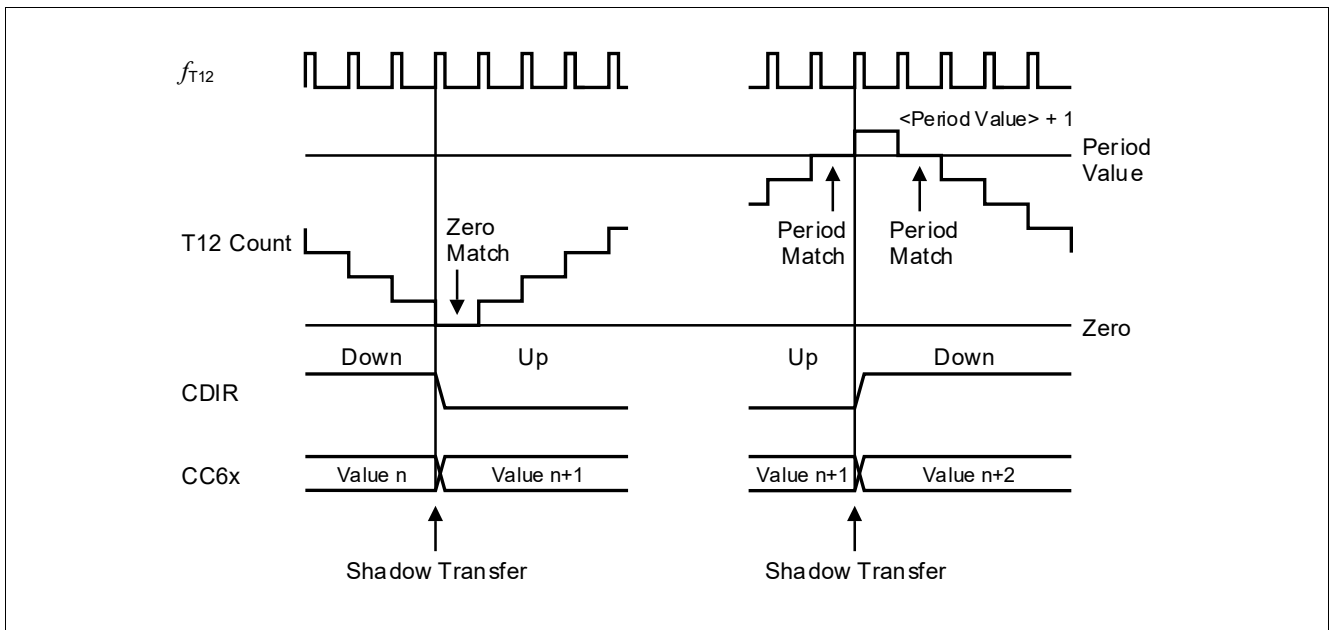 fT12
<Period Value> + 1
Period
Value
Period
Match
Period
Match
T12 Count
Zero
Match
Zero
Down
Up
Up
Down
CDIR
CC6x
Value n
Value n+1
Value n+1
Value n+2
Shadow Transfer
Shadow Transfer